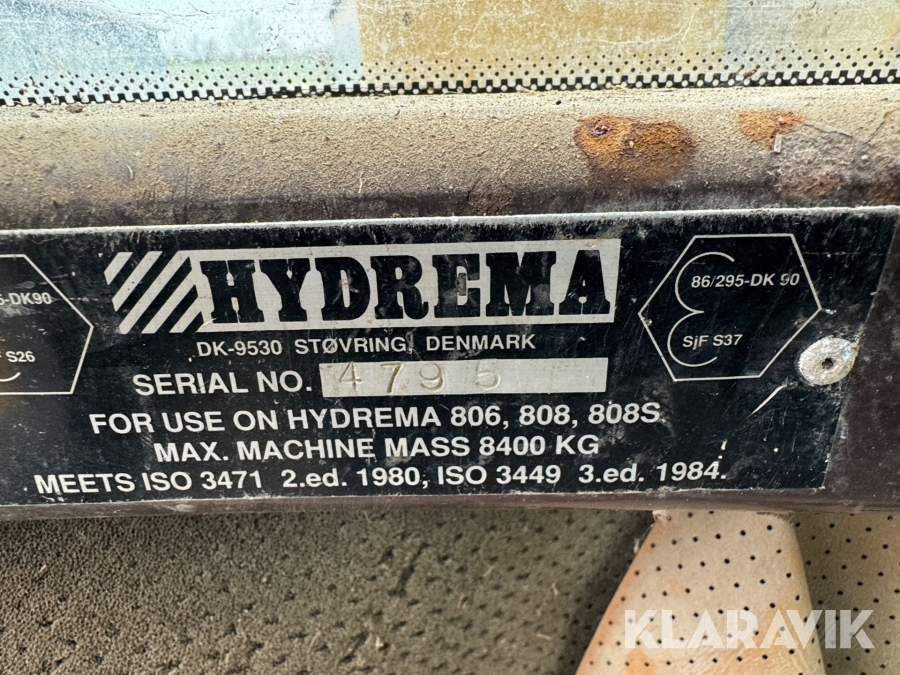 HYDREMA
DK-9530 STØVRING, DENMARK
SERIAL NO. 4795
FOR USE ON HYDREMA 806, 808, 808S
MAX. MACHINE MASS 8400 KG
MEETS ISO 3471 2.ed. 1980, ISO 3449 3.ed. 1984.
-DK90
S26
86/295-DK 90
SjF S37
KLARAVIK